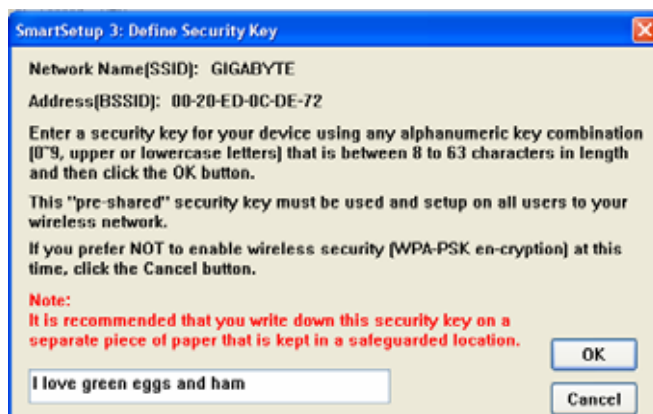 SmartSetup 3: Define Security Key
Network Name(SSID): GIGABYTE
Address(BSSID): 00-20-ED-0C-DE-72
Enter a security key for your device using any alphanumeric key combination
(0~9, upper or lowercase letters) that is between 8 to 63 characters in length
and then click the OK button.
This "pre-shared" security key must be used and setup on all users to your
wireless network.
If you prefer NOT to enable wireless security (WPA-PSK en-cryption) at this
time, click the Cancel button.
Note:
It is recommended that you write down this security key on a
separate piece of paper that is kept in a safeguarded location.
OK
I love green eggs and ham
Cancel